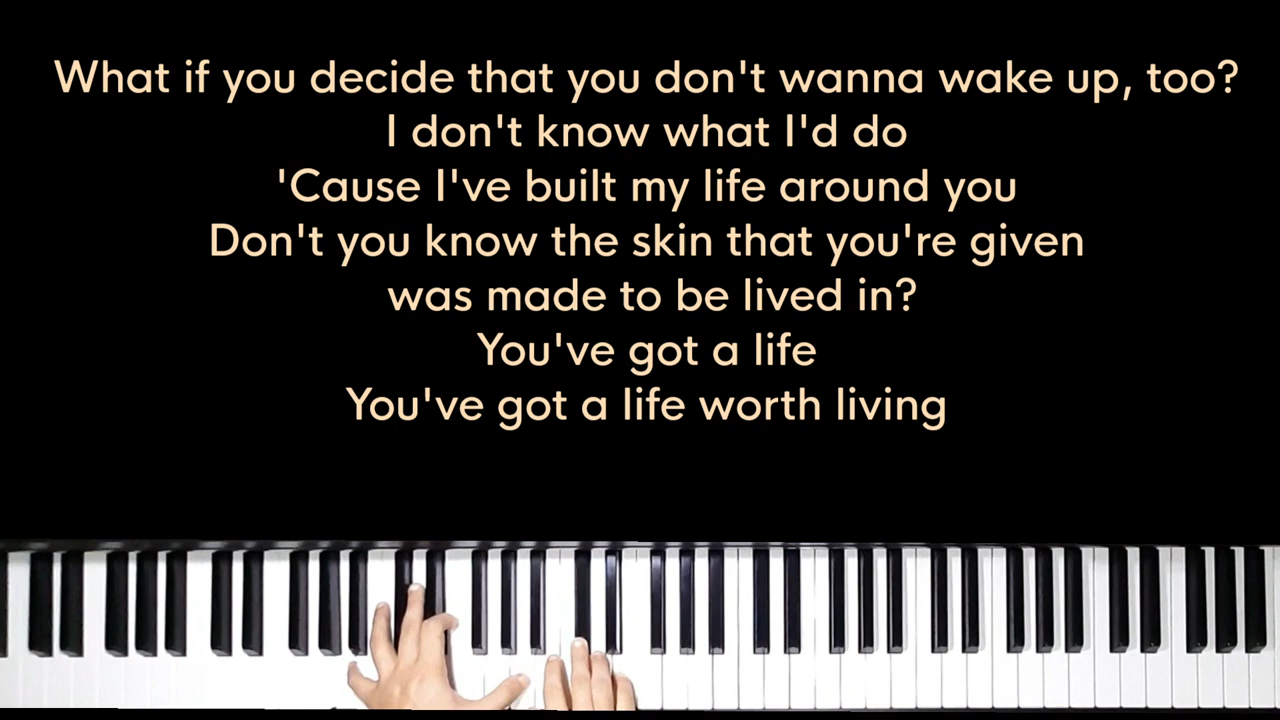 What if you decide that you don't wanna wake up, too?
I don't know what I'd do
'Cause I've built my life around you
Don't you know the skin that you're given
was made to be lived in?
You've got a life
You've got a life worth living